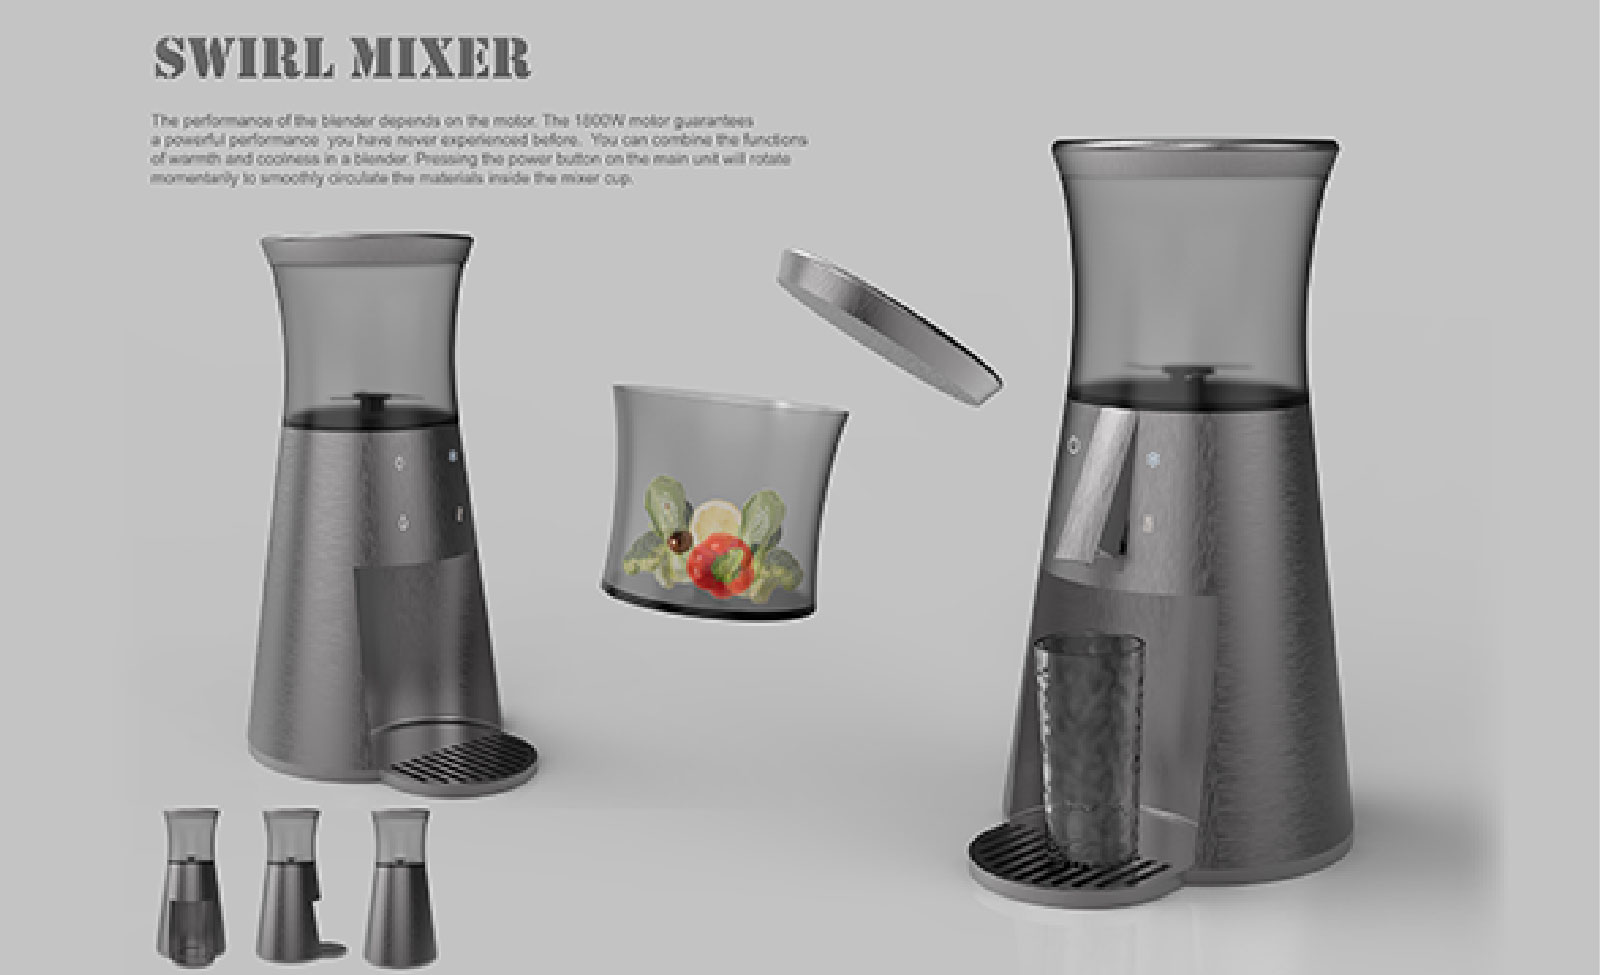 SWIRL MIXER
The performance of the blender depends on the motor. The 1800W motor guarantees
a powerful performance you have never experienced before. You can combine the functions
of warmth and coolness in a blender. Pressing the power button on the main unit will rotate
momentarily to smoothly circulate the materials inside the mixer cup.